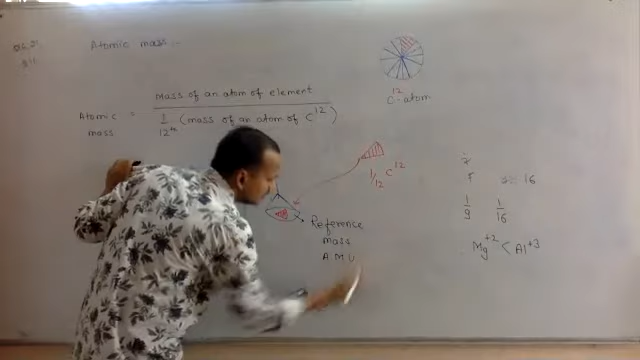 Atomic mass :-
Atomic mass = Mass of an atom of element
1/12th (mass of an atom of C12)
12
C-atom
1/12 C12
Reference
mass
A M U
16
1/9 1/16
Mg+2 < Al+3